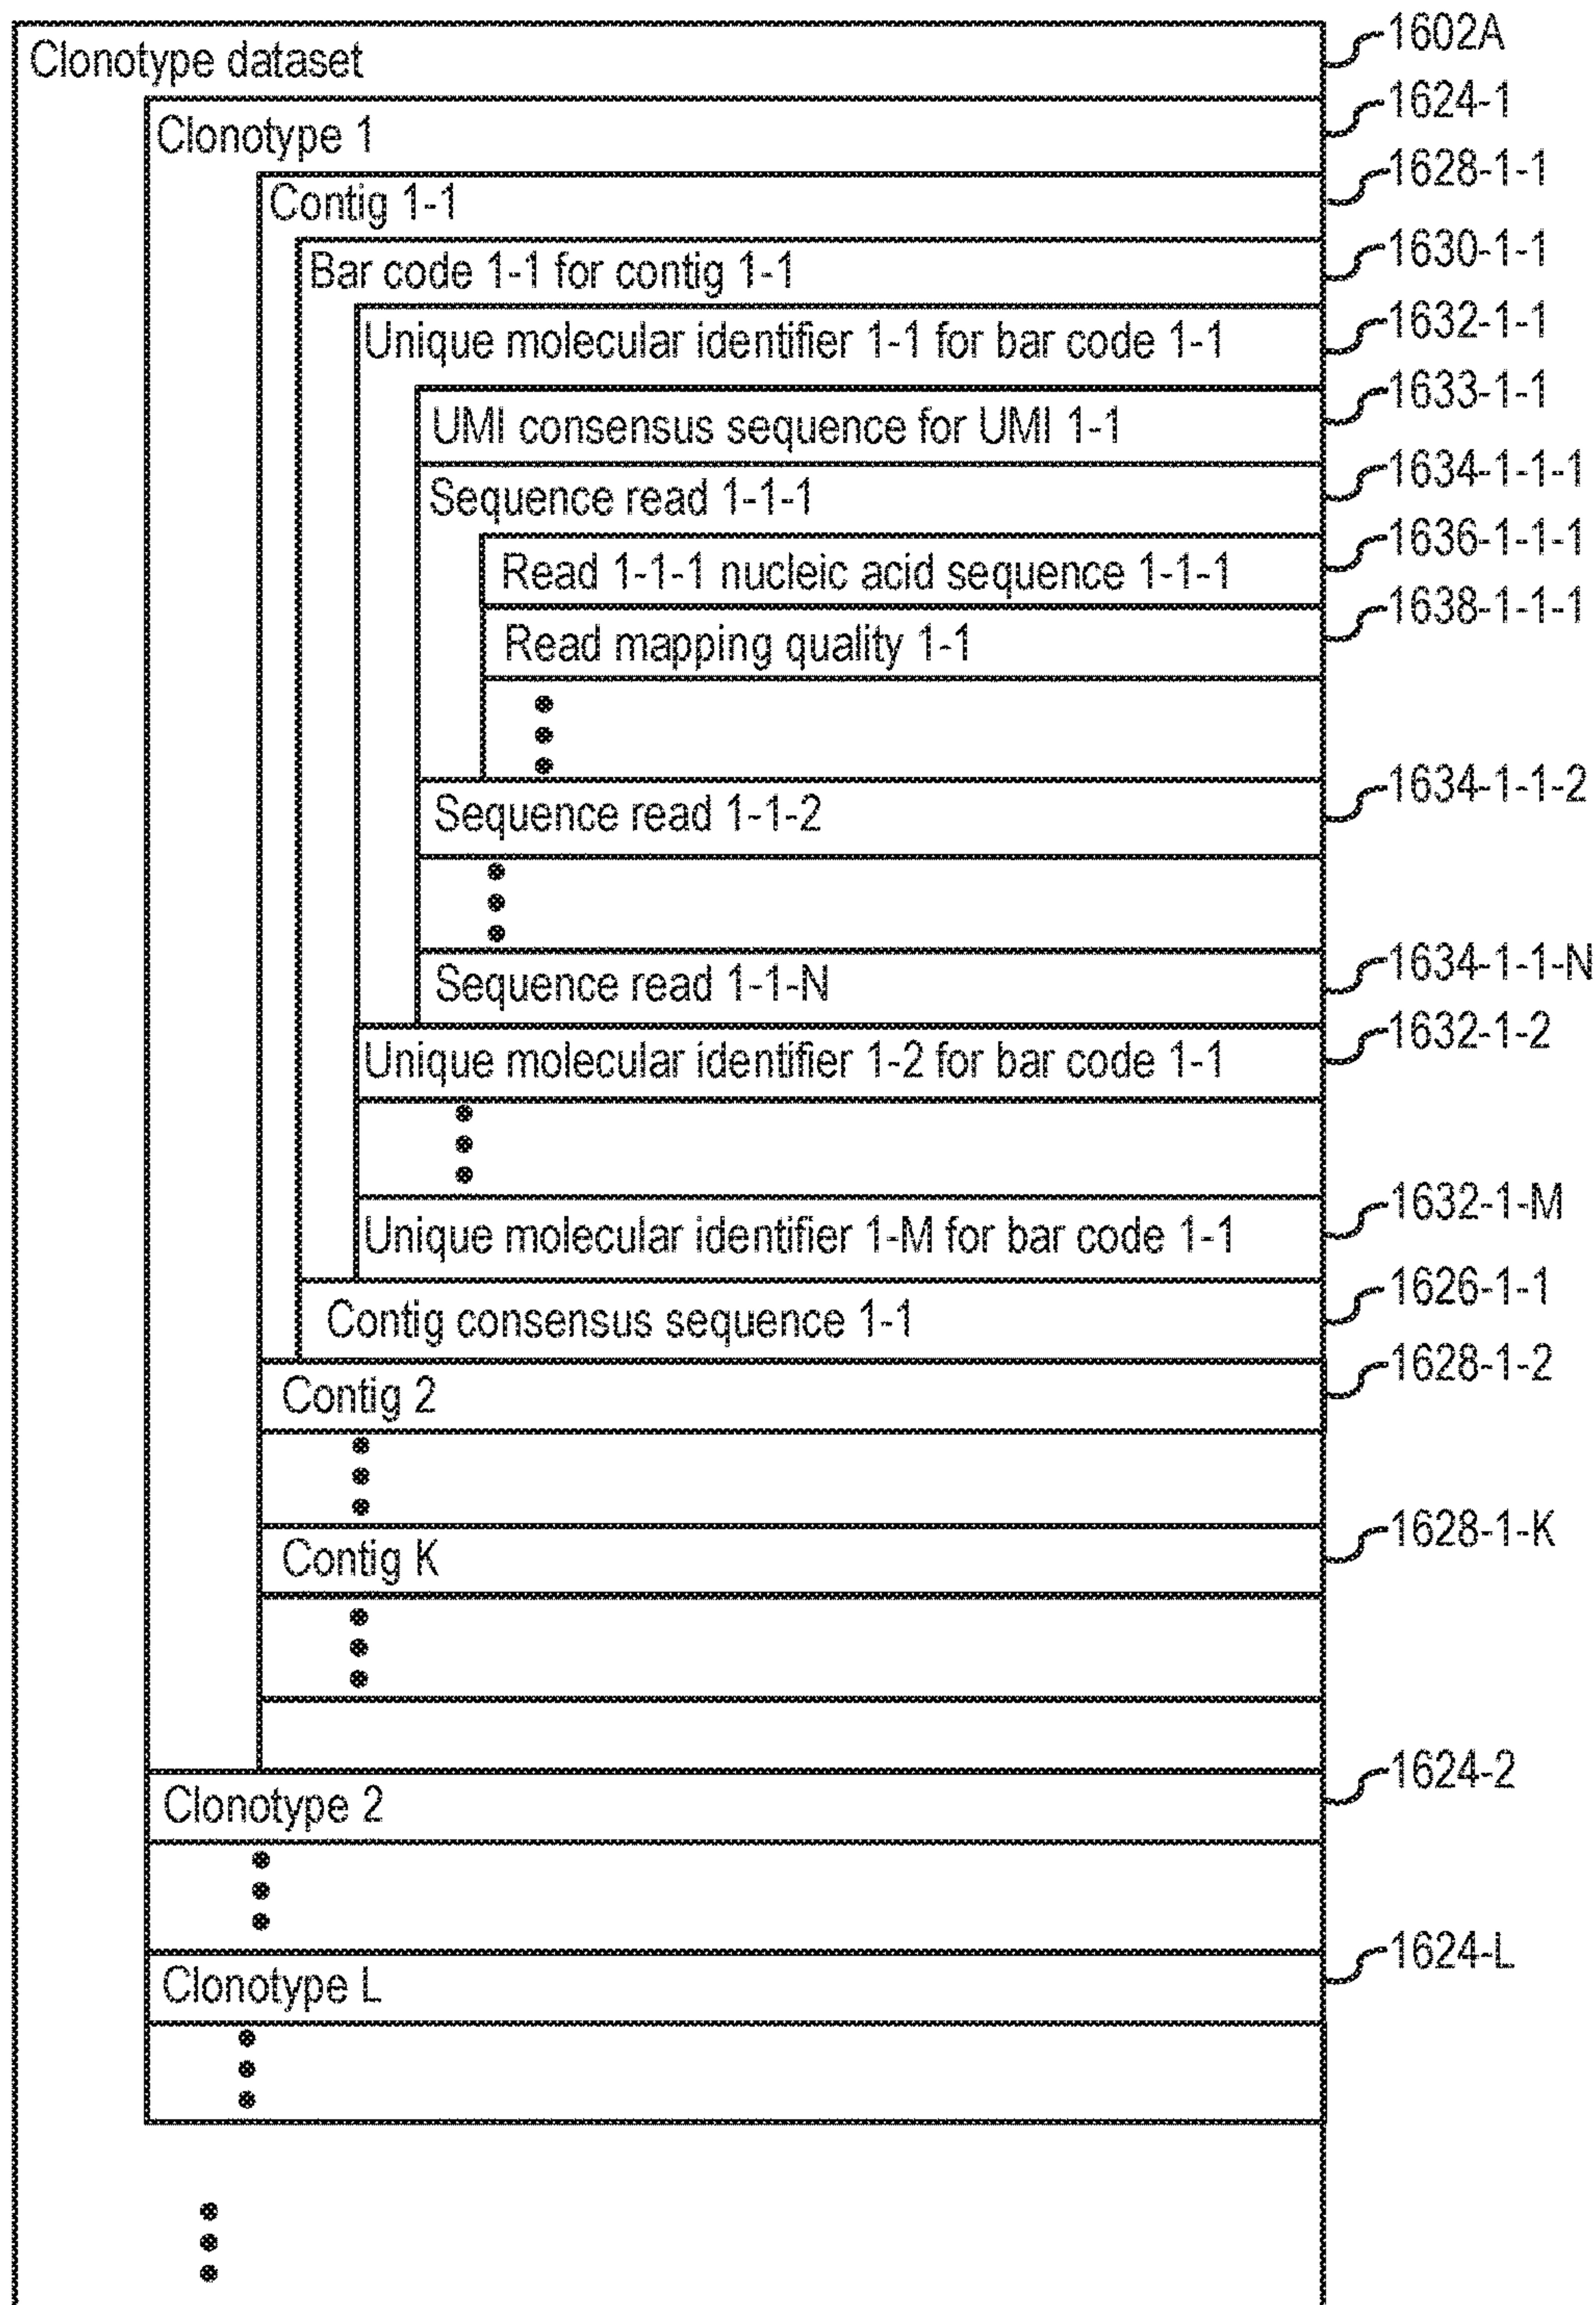 Clonotype dataset 1602A
Clonotype 1 1624-1
Contig 1-1 1628-1-1
Bar code 1-1 for contig 1-1 1630-1-1
Unique molecular identifier 1-1 for bar code 1-1 1632-1-1
UMI consensus sequence for UMI 1-1 1633-1-1
Sequence read 1-1-1 1634-1-1-1
Read 1-1-1 nucleic acid sequence 1-1-1 1636-1-1-1
Read mapping quality 1-1 1638-1-1-1
Sequence read 1-1-2 1634-1-1-2
Sequence read 1-1-N 1634-1-1-N
Unique molecular identifier 1-2 for bar code 1-1 1632-1-2
Unique molecular identifier 1-M for bar code 1-1 1632-1-M
Contig consensus sequence 1-1 1626-1-1
Contig 2 1628-1-2
Contig K 1628-1-K
Clonotype 2 1624-2
Clonotype L 1624-L